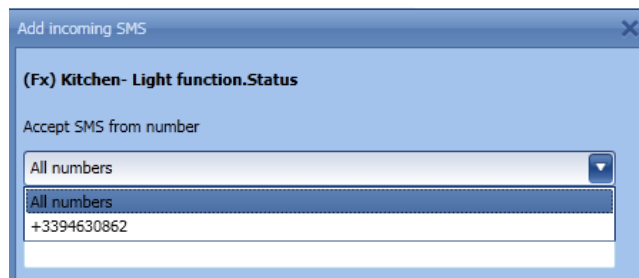 Add incoming SMS
(Fx) Kitchen- Light function.Status
Accept SMS from number
All numbers
All numbers
+3394630862